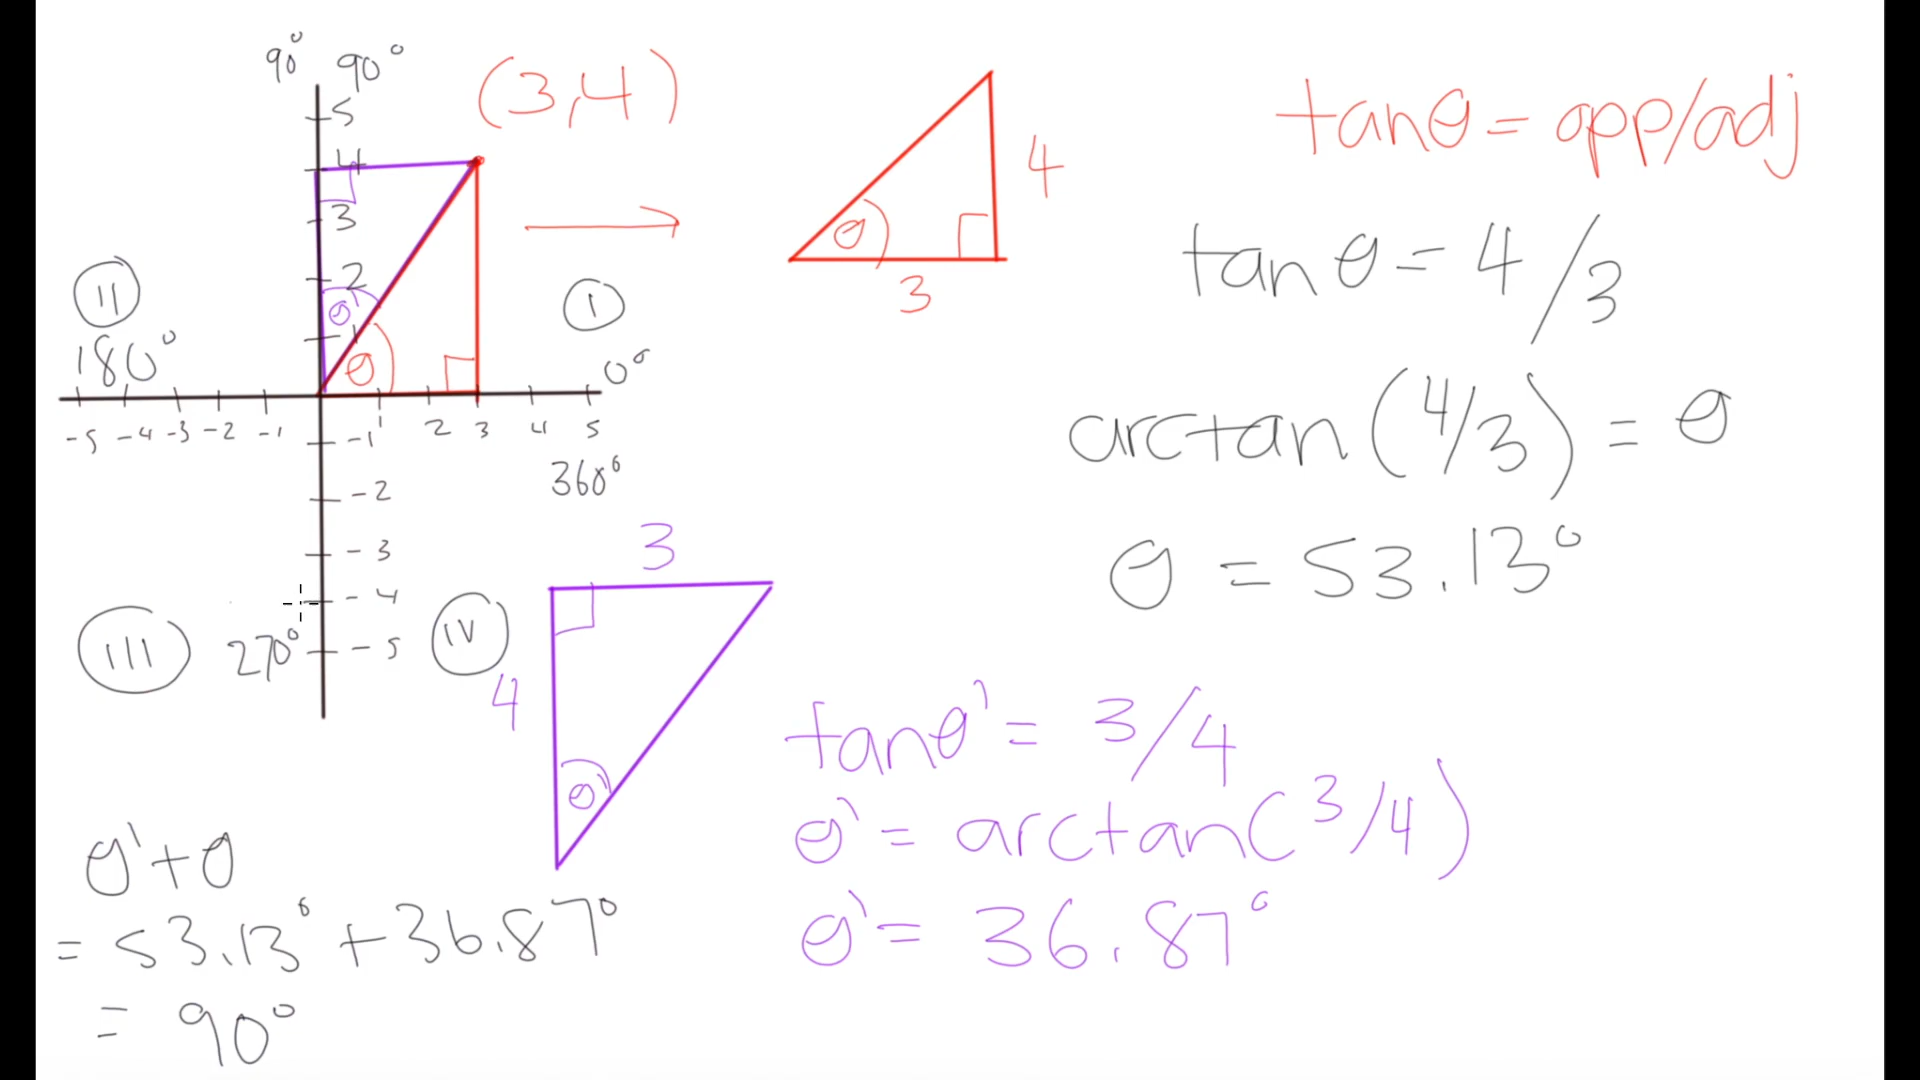 90° 90°
(3,4)
5
4
3
2
1
θ'
θ
II
180°
I
0°
-5 -4 -3 -2 -1 1 2 3 4 5
-1
-2
-3
-4
-5
360°
III
270°
IV
θ
4
3
tanθ = opp/adj
tan θ = 4/3
arctan(4/3) = θ
θ = 53.13°
3
4
θ'
tanθ' = 3/4
θ' = arctan(3/4)
θ' = 36.87°
θ'+θ
= 53.13° + 36.87°
= 90°